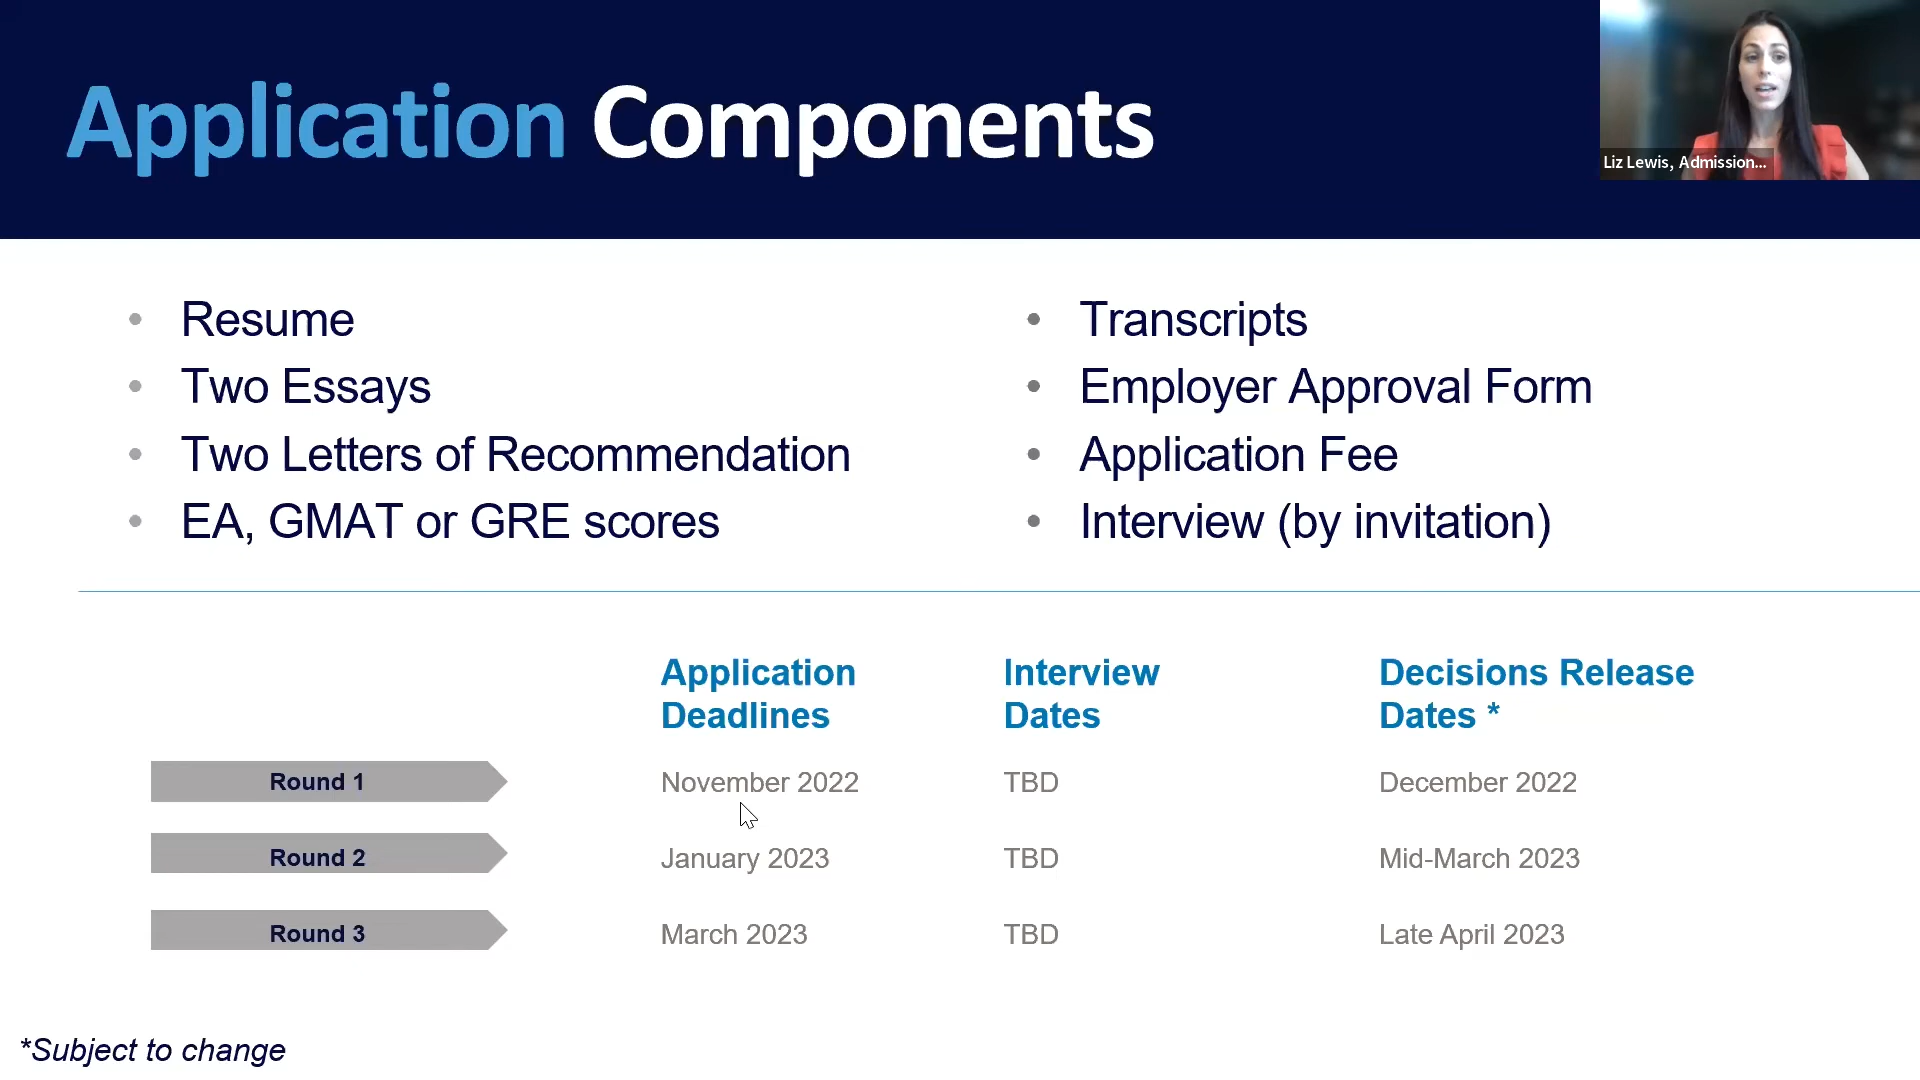 Application Components
Liz Lewis, Admission...
• Resume
• Two Essays
• Two Letters of Recommendation
• EA, GMAT or GRE scores
• Transcripts
• Employer Approval Form
• Application Fee
• Interview (by invitation)
Application
Deadlines
Interview
Dates
Decisions Release
Dates *
Round 1 November 2022 TBD December 2022
Round 2 January 2023 TBD Mid-March 2023
Round 3 March 2023 TBD Late April 2023
*Subject to change